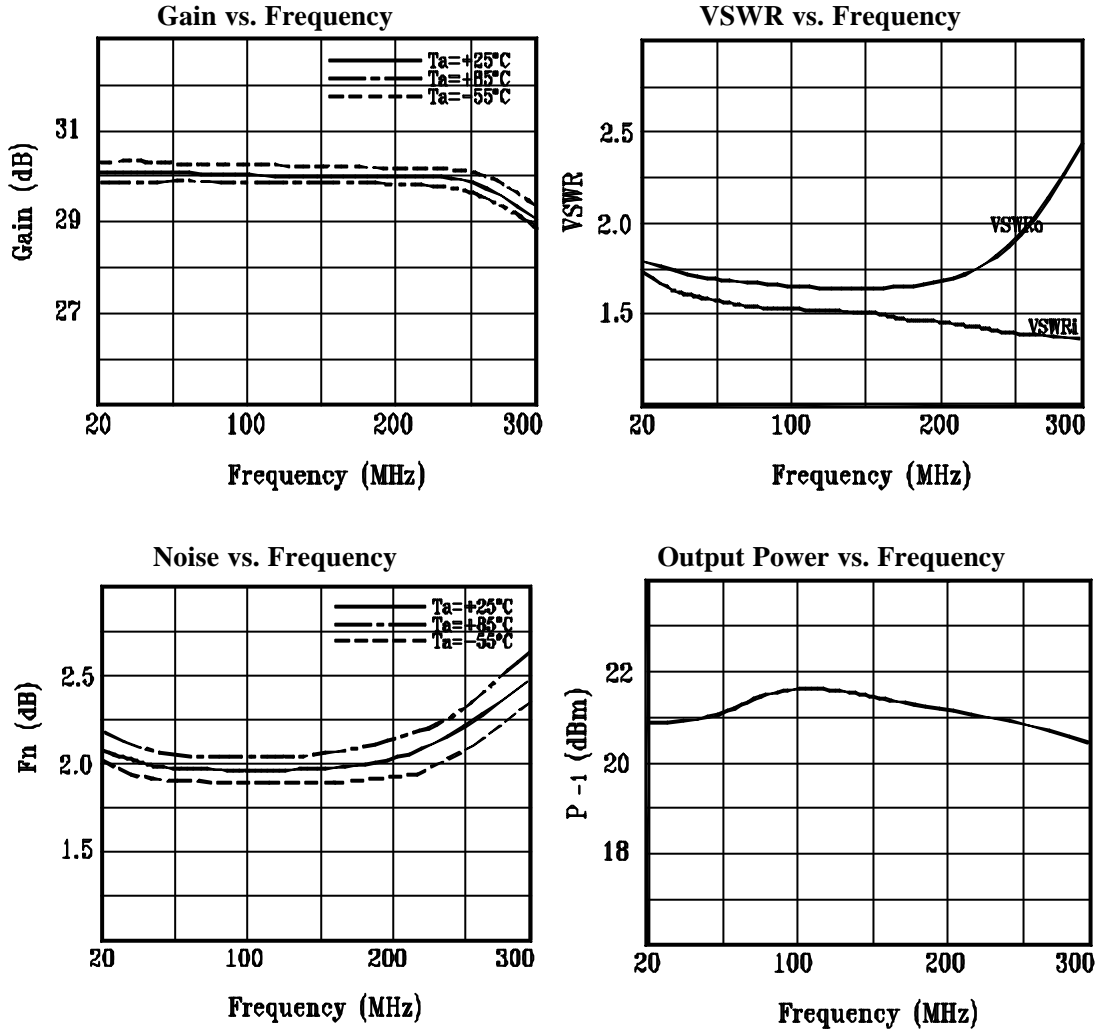 Gain vs. Frequency
Ta=+25°C
Ta=+85°C
Ta=-55°C
31
29
27
Gain (dB)
20 100 200 300
Frequency (MHz)
VSWR vs. Frequency
2.5
2.0
1.5
VSWR
VSWRo
VSWRi
20 100 200 300
Frequency (MHz)
Noise vs. Frequency
Ta=+25°C
Ta=+85°C
Ta=-55°C
2.5
2.0
1.5
Fn (dB)
20 100 200 300
Frequency (MHz)
Output Power vs. Frequency
22
20
18
P -1 (dBm)
20 100 200 300
Frequency (MHz)